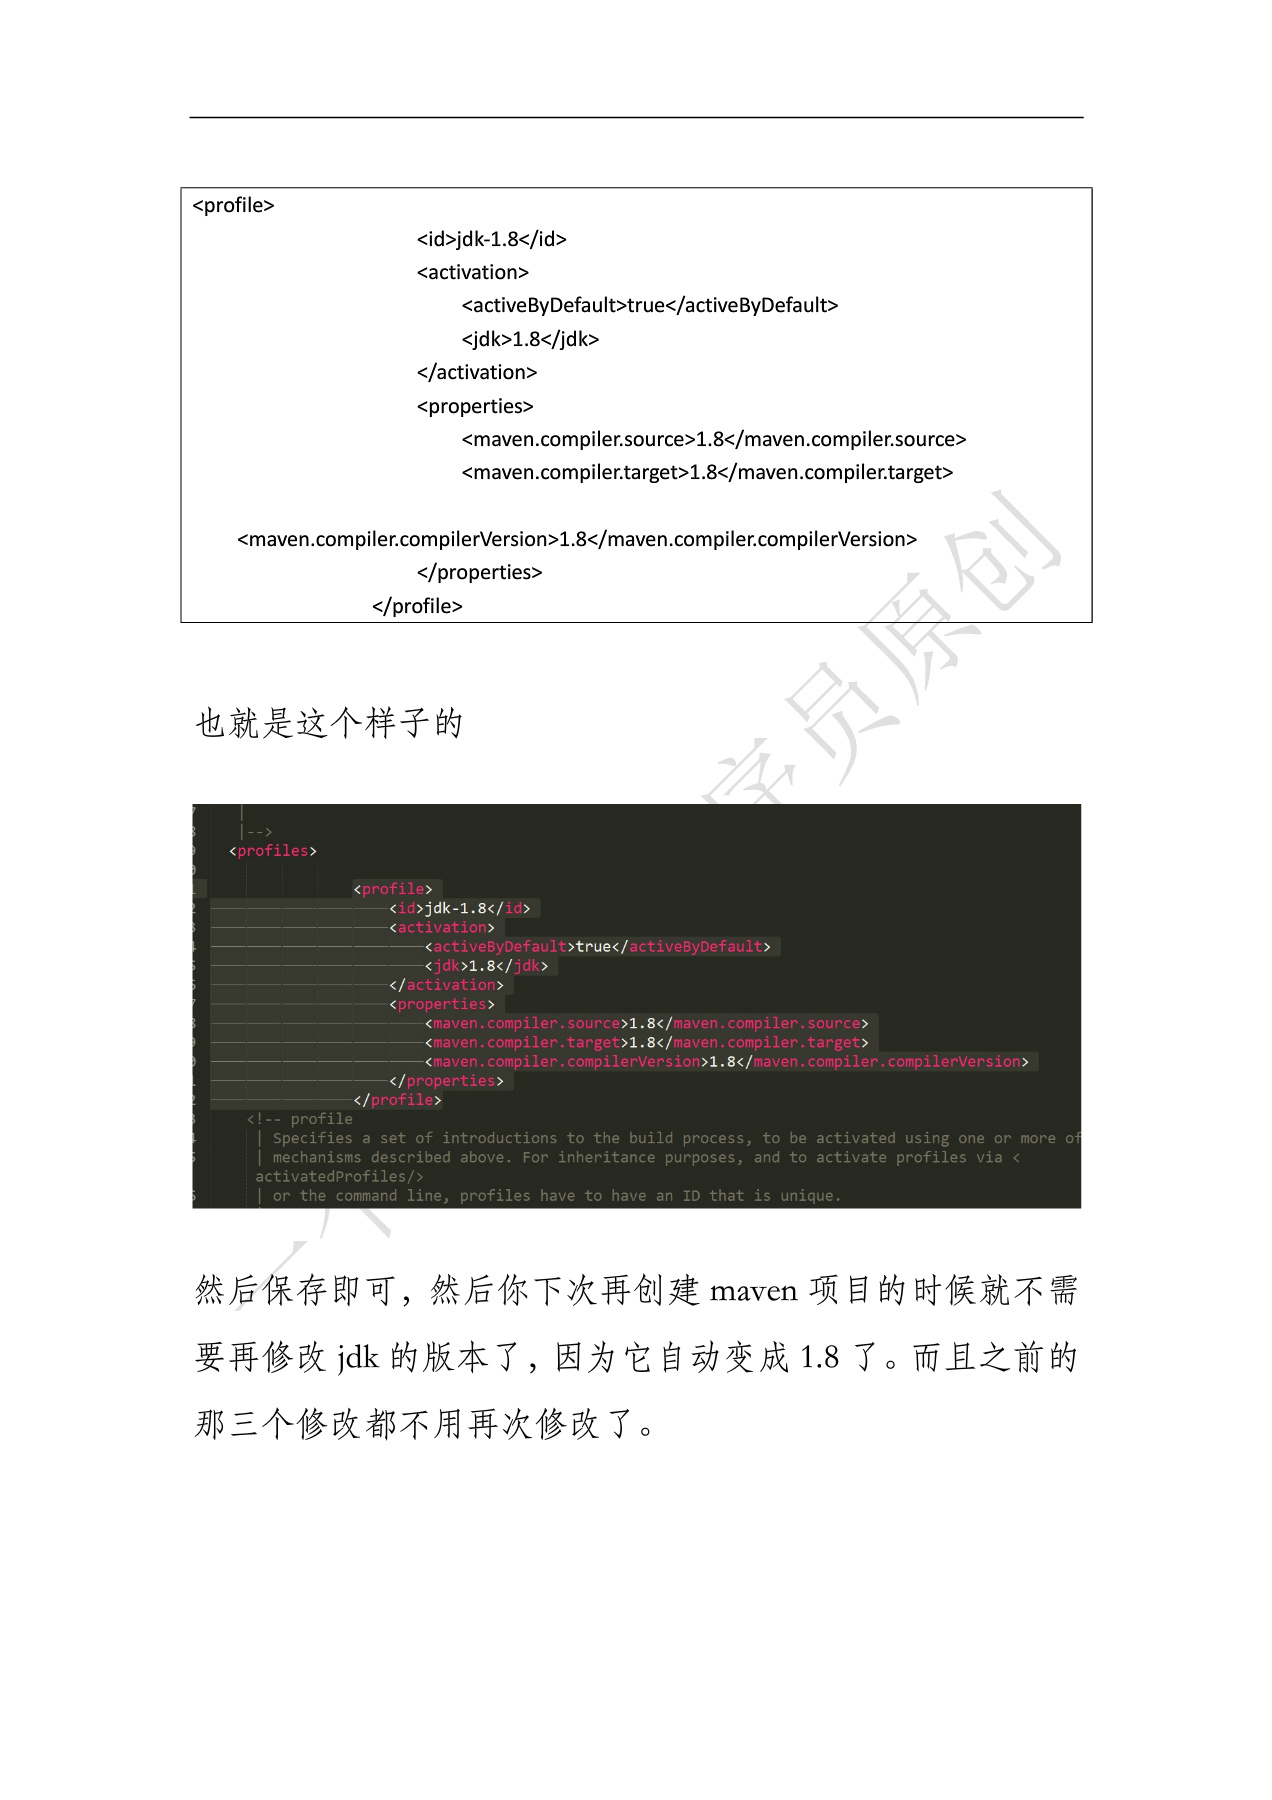 <profile>
<id>jdk-1.8</id>
<activation>
<activeByDefault>true</activeByDefault>
<jdk>1.8</jdk>
</activation>
<properties>
<maven.compiler.source>1.8</maven.compiler.source>
<maven.compiler.target>1.8</maven.compiler.target>
<maven.compiler.compilerVersion>1.8</maven.compiler.compilerVersion>
</properties>
</profile>
也就是这个样子的
|
|-->
<profiles>
<profile>
<id>jdk-1.8</id>
<activation>
<activeByDefault>true</activeByDefault>
<jdk>1.8</jdk>
</activation>
<properties>
<maven.compiler.source>1.8</maven.compiler.source>
<maven.compiler.target>1.8</maven.compiler.target>
<maven.compiler.compilerVersion>1.8</maven.compiler.compilerVersion>
</properties>
</profile>
<!-- profile
| Specifies a set of introductions to the build process, to be activated using one or more of
| mechanisms described above. For inheritance purposes, and to activate profiles via <
activatedProfiles/>
| or the command line, profiles have to have an ID that is unique.
然后保存即可，然后你下次再创建 maven 项目的时候就不需
要再修改 jdk 的版本了，因为它自动变成 1.8 了。而且之前的
那三个修改都不用再次修改了。
学员原创